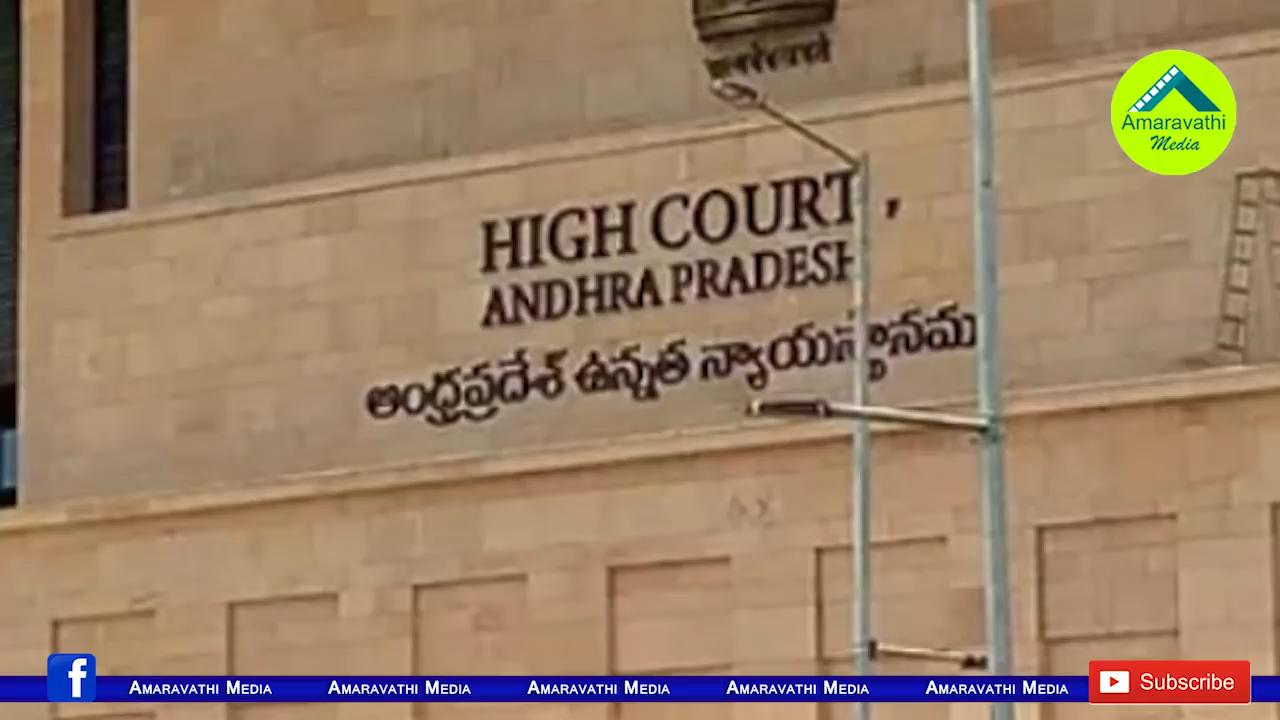 HIGH COURT,
ANDHRA PRADESH
ఆంధ్రప్రదేశ్ ఉన్నత న్యాయస్థానము
Amaravathi
Media
f
AMARAVATHI MEDIA AMARAVATHI MEDIA AMARAVATHI MEDIA AMARAVATHI MEDIA AMARAVATHI MEDIA
Subscribe